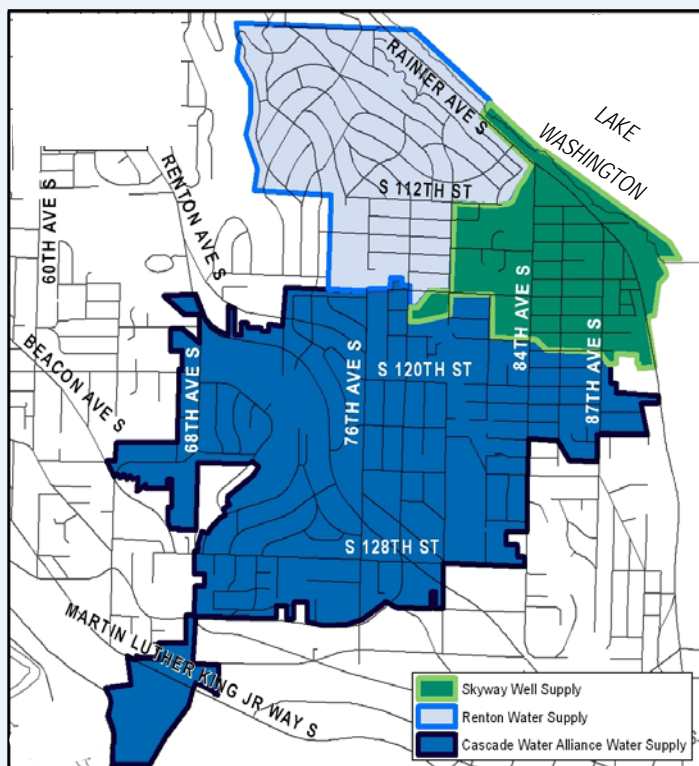 RAINIER AVE S
LAKE
WASHINGTON
RENTON AVE S
60TH AVE S
S 112TH ST
BEACON AVE S
68TH AVE S
76TH AVE S
S 120TH ST
84TH AVE S
87TH AVE S
S 128TH ST
MARTIN LUTHER KING JR WAY S
Skyway Well Supply
Renton Water Supply
Cascade Water Alliance Water Supply